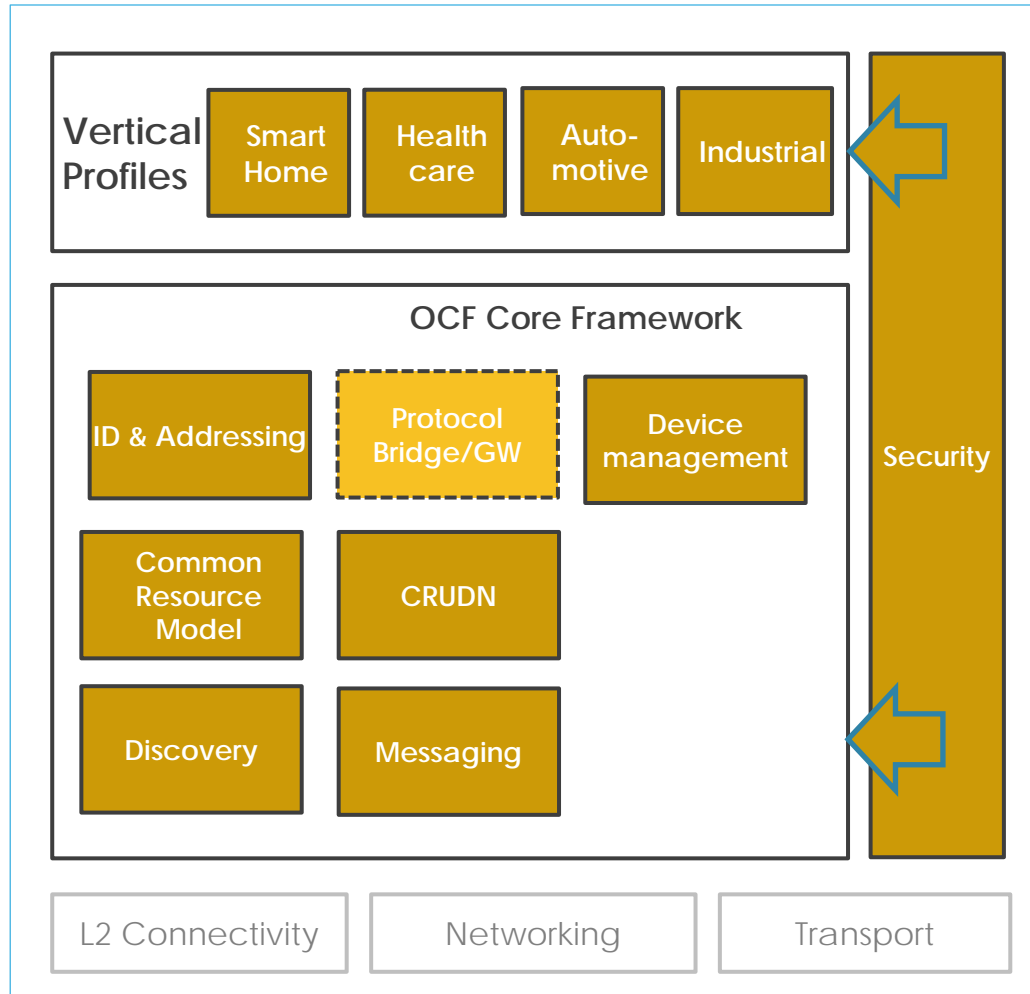 Vertical
Profiles
Smart
Home
Health
care
Auto-
motive
Industrial
OCF Core Framework
ID & Addressing
Protocol
Bridge/GW
Device
management
Security
Common
Resource
Model
CRUDN
Discovery
Messaging
L2 Connectivity
Networking
Transport